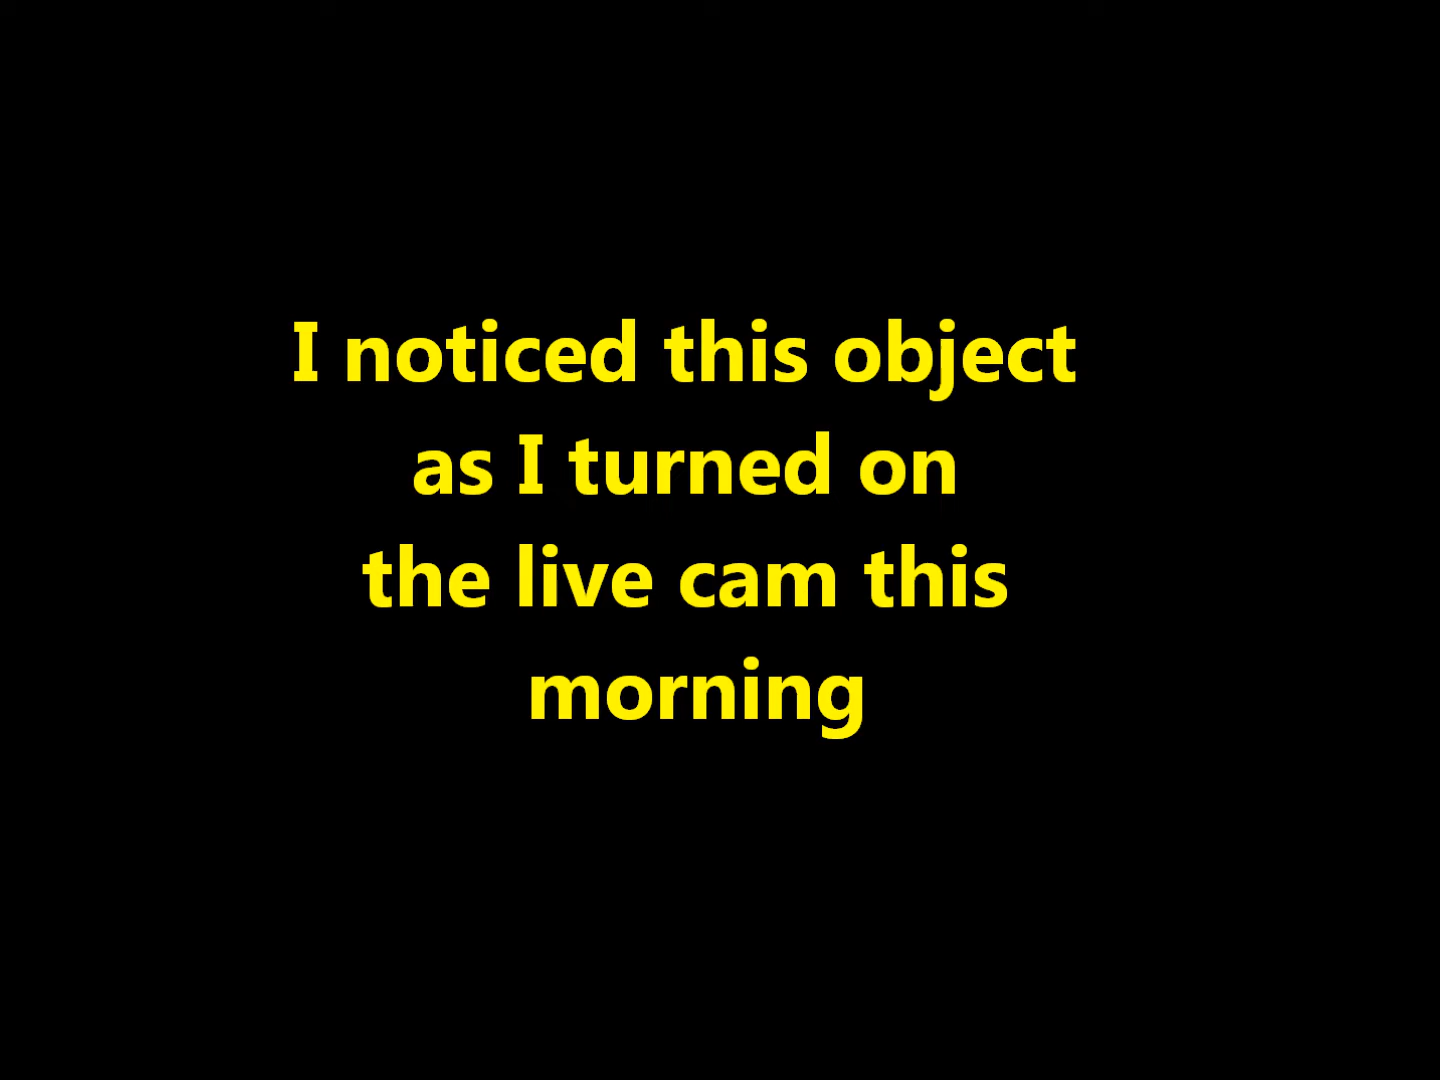 I noticed this object
as I turned on
the live cam this
morning